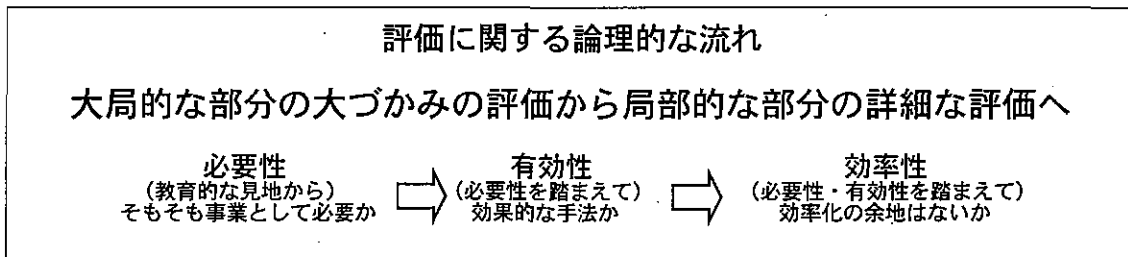 評価に関する論理的な流れ
大局的な部分の大づかみの評価から局部的な部分の詳細な評価へ
必要性
(教育的な見地から)
そもそも事業として必要か
有効性
(必要性を踏まえて)
効果的な手法か
効率性
(必要性・有効性を踏まえて)
効率化の余地はないか